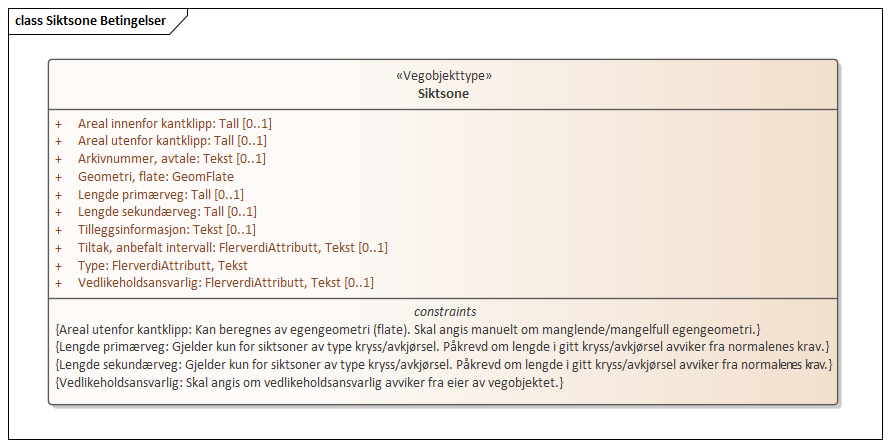 class Siktsone Betingelser
«Vegobjekttype»
Siktsone
+ Areal innenfor kantklipp: Tall [0..1]
+ Areal utenfor kantklipp: Tall [0..1]
+ Arkivnummer, avtale: Tekst [0..1]
+ Geometri, flate: GeomFlate
+ Lengde primærveg: Tall [0..1]
+ Lengde sekundærveg: Tall [0..1]
+ Tilleggsinformasjon: Tekst [0..1]
+ Tiltak, anbefalt intervall: FlerverdiAttributt, Tekst [0..1]
+ Type: FlerverdiAttributt, Tekst
+ Vedlikeholdsansvarlig: FlerverdiAttributt, Tekst [0..1]
constraints
{Areal utenfor kantklipp: Kan beregnes av egengeometri (flate). Skal angis manuelt om manglende/mangelfull egengeometri.}
{Lengde primærveg: Gjelder kun for siktsoner av type kryss/avkjørsel. Påkrevd om lengde i gitt kryss/avkjørsel avviker fra normalenes krav.}
{Lengde sekundærveg: Gjelder kun for siktsoner av type kryss/avkjørsel. Påkrevd om lengde i gitt kryss/avkjørsel avviker fra normalenes krav.}
{Vedlikeholdsansvarlig: Skal angis om vedlikeholdsansvarlig avviker fra eier av vegobjektet.}